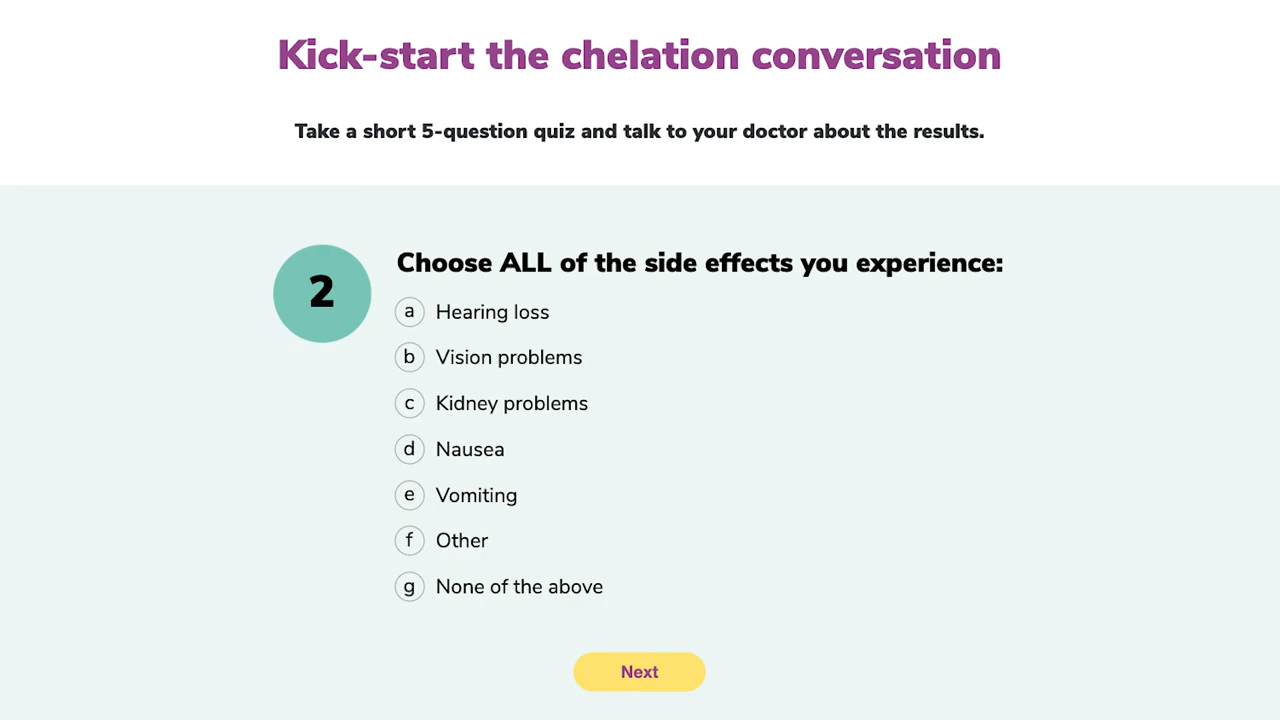 Kick-start the chelation conversation
Take a short 5-question quiz and talk to your doctor about the results.
2
Choose ALL of the side effects you experience:
a Hearing loss
b Vision problems
c Kidney problems
d Nausea
e Vomiting
f Other
g None of the above
Next